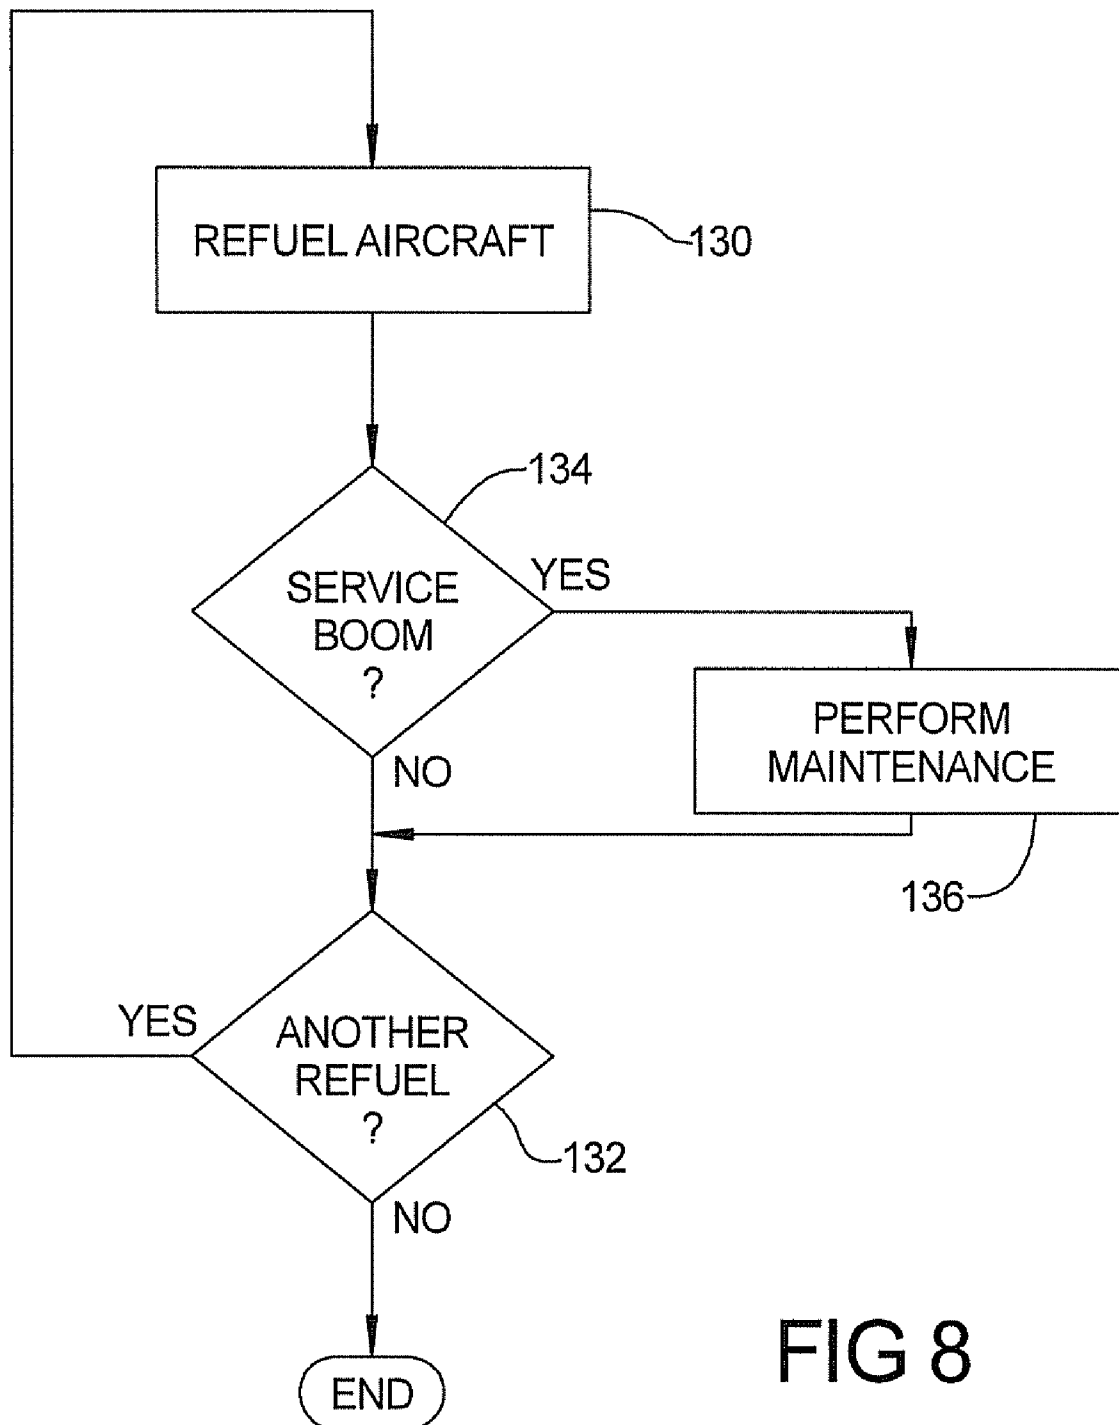 REFUEL AIRCRAFT
130
134
SERVICE
BOOM
?
YES
NO
PERFORM
MAINTENANCE
136
YES
ANOTHER
REFUEL
?
132
NO
END
FIG 8